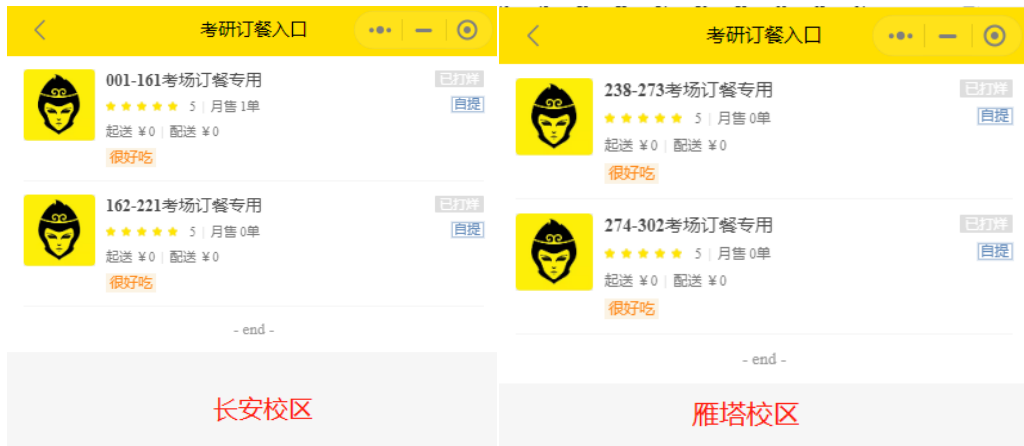 考研订餐入口
001-161考场订餐专用
已打烊
5 | 月售 1单
自提
起送 ¥0 | 配送 ¥0
很好吃
162-221考场订餐专用
已打烊
5 | 月售 0单
自提
起送 ¥0 | 配送 ¥0
很好吃
- end -
长安校区
考研订餐入口
238-273考场订餐专用
已打烊
5 | 月售 0单
自提
起送 ¥0 | 配送 ¥0
很好吃
274-302考场订餐专用
已打烊
5 | 月售 0单
自提
起送 ¥0 | 配送 ¥0
很好吃
- end -
雁塔校区